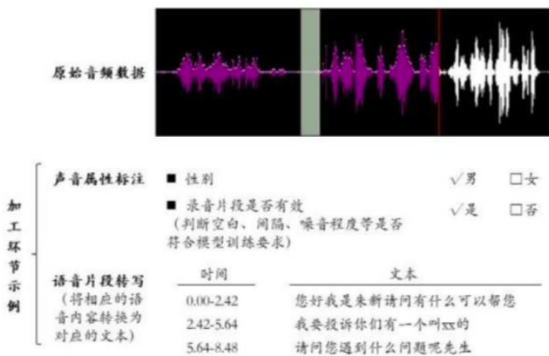 原始音频数据
加工环节示例
声音属性标注
■ 性别 √男 □女
■ 录音片段是否有效 √是 □否
(判断空白、间隔、噪音程度等是否
符合模型训练要求)
语音片段转写
(将相应的语
音内容转换为
对应的文本)
时间 文本
0.00-2.42 您好我是朱新请问有什么可以帮您
2.42-5.64 我要投诉你们有一个叫xx的
5.64-8.48 请问您遇到什么问题呢先生